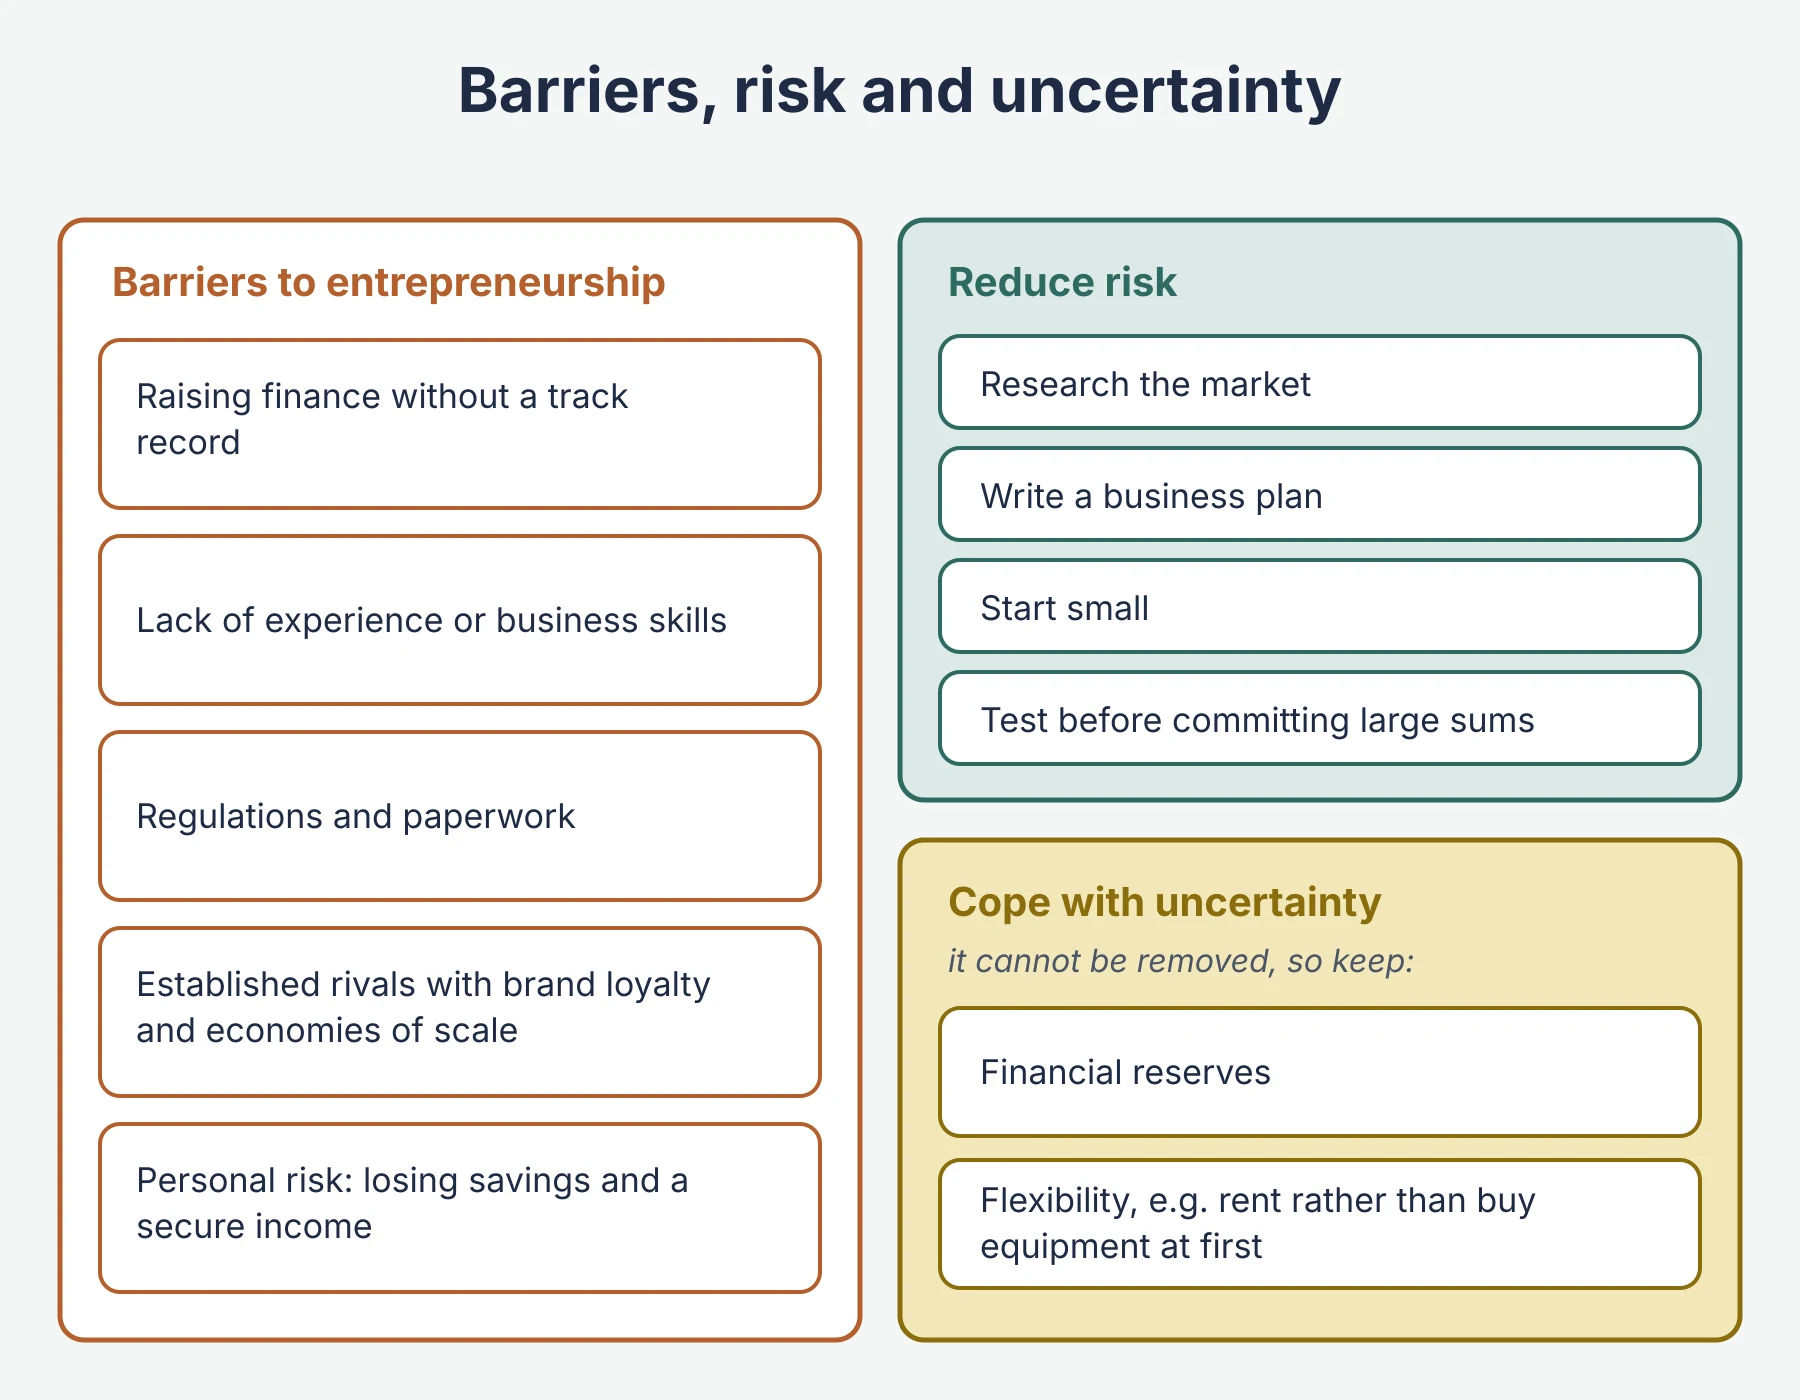 Barriers, risk and uncertainty
Barriers to entrepreneurship
Raising finance without a track
record
Lack of experience or business skills
Regulations and paperwork
Established rivals with brand loyalty
and economies of scale
Personal risk: losing savings and a
secure income
Reduce risk
Research the market
Write a business plan
Start small
Test before committing large sums
Cope with uncertainty
it cannot be removed, so keep:
Financial reserves
Flexibility, e.g. rent rather than buy
equipment at first